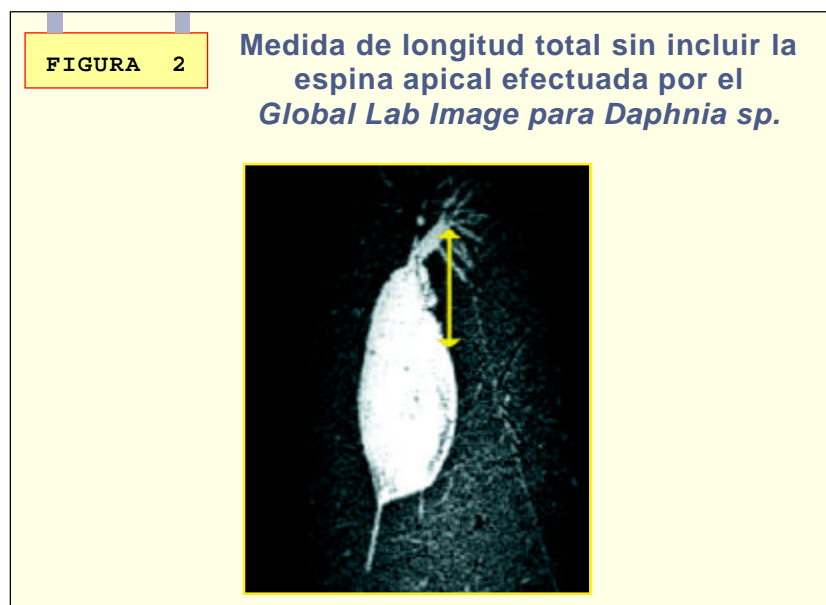 FIGURA 2
Medida de longitud total sin incluir la
espina apical efectuada por el
Global Lab Image para Daphnia sp.